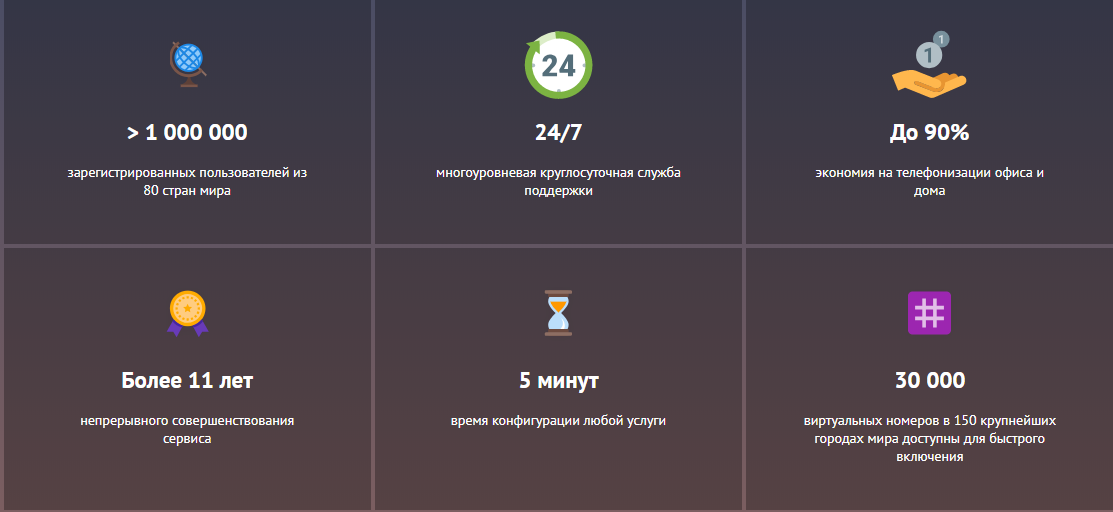 24
1
1
> 1 000 000
24/7
До 90%
зарегистрированных пользователей из
80 стран мира
многоуровневая круглосуточная служба
поддержки
экономия на телефонизации офиса и
дома
Более 11 лет
5 минут
30 000
непрерывного совершенствования
сервиса
время конфигурации любой услуги
виртуальных номеров в 150 крупнейших
городах мира доступны для быстрого
включения